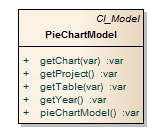 CI_Model
PieChartModel
+ getChart(var) :var
+ getProject() :var
+ getTable(var) :var
+ getYear() :var
+ pieChartModel() :var